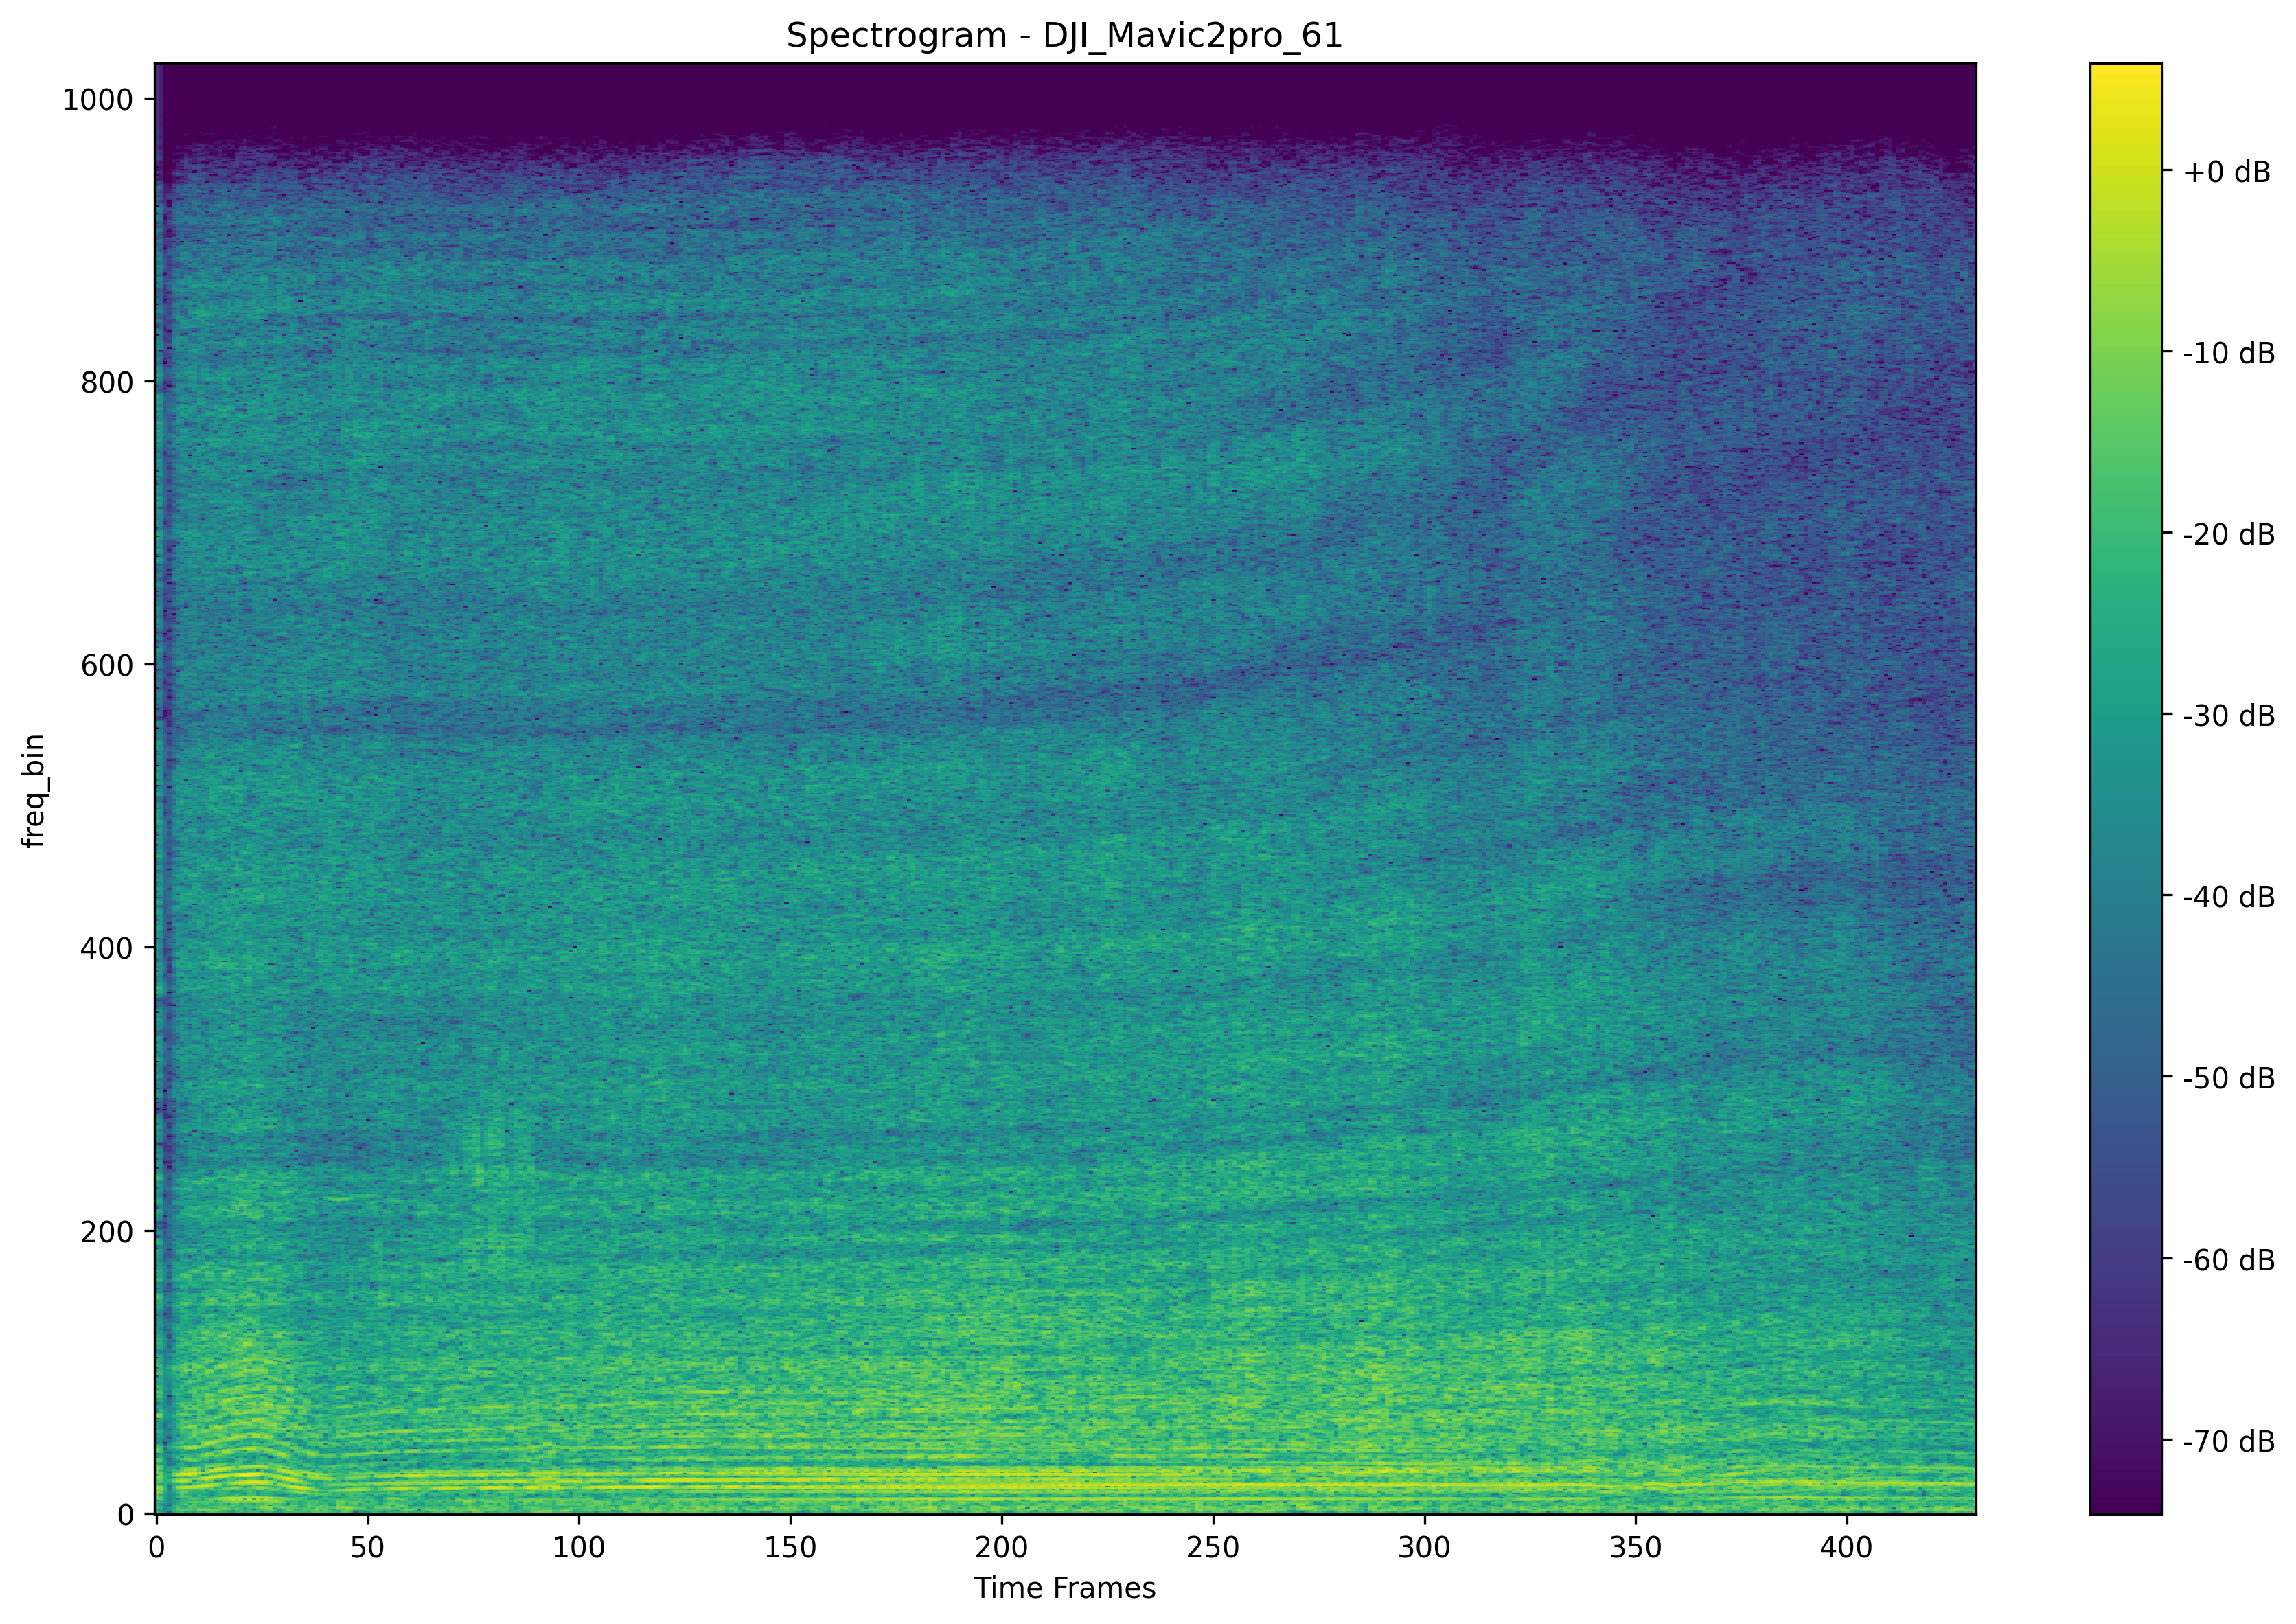 Spectrogram - DJI_Mavic2pro_61
1000
800
600
400
200
0
freq_bin
0 50 100 150 200 250 300 350 400
Time Frames
+0 dB
-10 dB
-20 dB
-30 dB
-40 dB
-50 dB
-60 dB
-70 dB